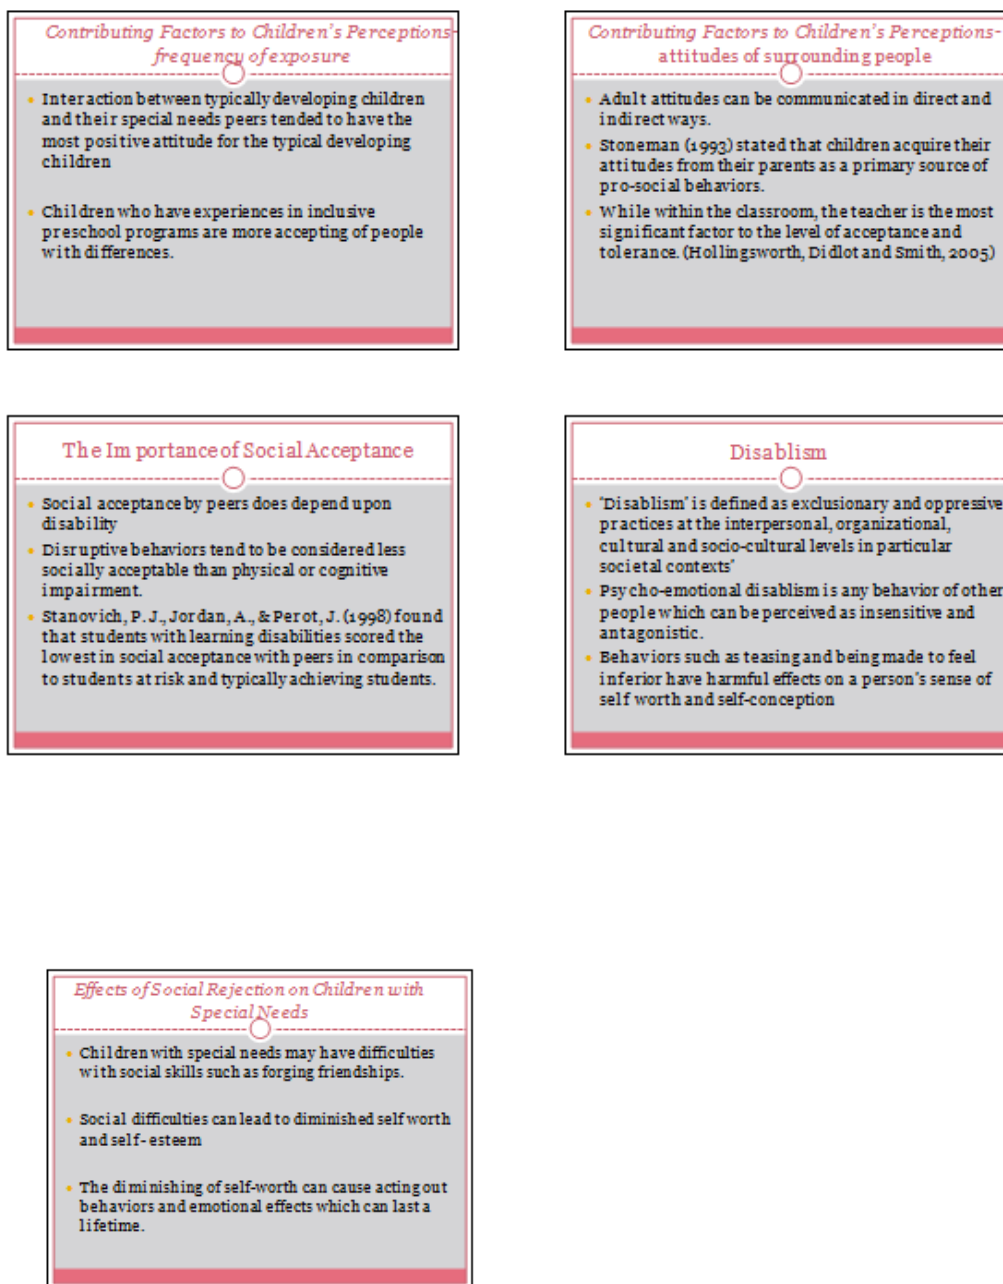 Contributing Factors to Children's Perceptions-
frequency of exposure
• Interaction between typically developing children
and their special needs peers tended to have the
most positive attitude for the typical developing
children
• Children who have experiences in inclusive
preschool programs are more accepting of people
with differences.
Contributing Factors to Children's Perceptions-
attitudes of surrounding people
• Adult attitudes can be communicated in direct and
indirect ways.
• Stoneman (1993) stated that children acquire their
attitudes from their parents as a primary source of
pro-social behaviors.
• While within the classroom, the teacher is the most
significant factor to the level of acceptance and
tolerance. (Hollingsworth, Didlot and Smith, 2005)
The Importance of Social Acceptance
• Social acceptance by peers does depend upon
disability
• Disruptive behaviors tend to be considered less
socially acceptable than physical or cognitive
impairment.
• Stanovich, P. J., Jordan, A., & Perot, J. (1998) found
that students with learning disabilities scored the
lowest in social acceptance with peers in comparison
to students at risk and typically achieving students.
Disablism
• "Disablism" is defined as exclusionary and oppressive
practices at the interpersonal, organizational,
cultural and socio-cultural levels in particular
societal contexts"
• Psycho-emotional disablism is any behavior of other
people which can be perceived as insensitive and
antagonistic.
• Behaviors such as teasing and being made to feel
inferior have harmful effects on a person's sense of
self worth and self-conception
Effects of Social Rejection on Children with
Special Needs
• Children with special needs may have difficulties
with social skills such as forging friendships.
• Social difficulties can lead to diminished self worth
and self- esteem
• The diminishing of self-worth can cause acting out
behaviors and emotional effects which can last a
lifetime.